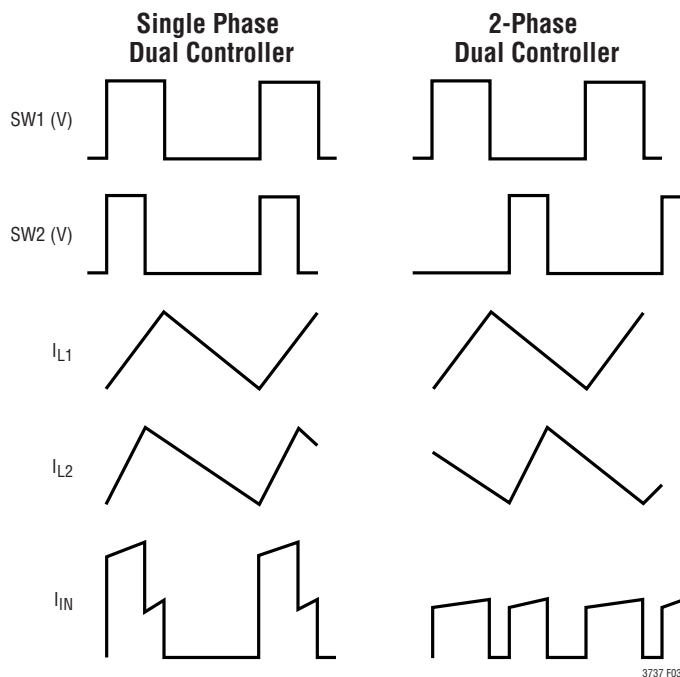 Single Phase
Dual Controller
2-Phase
Dual Controller
SW1 (V)
SW2 (V)
IL1
IL2
IIN
3737 F03